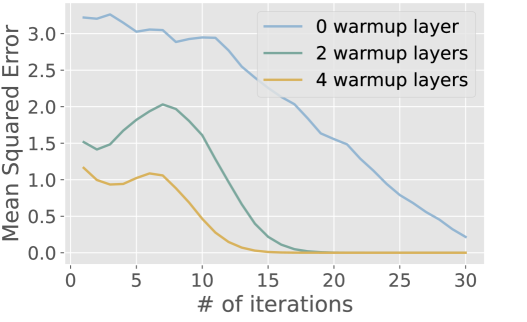 0 warmup layer
2 warmup layers
4 warmup layers
Mean Squared Error
3.0
2.5
2.0
1.5
1.0
0.5
0.0
0 5 10 15 20 25 30
# of iterations